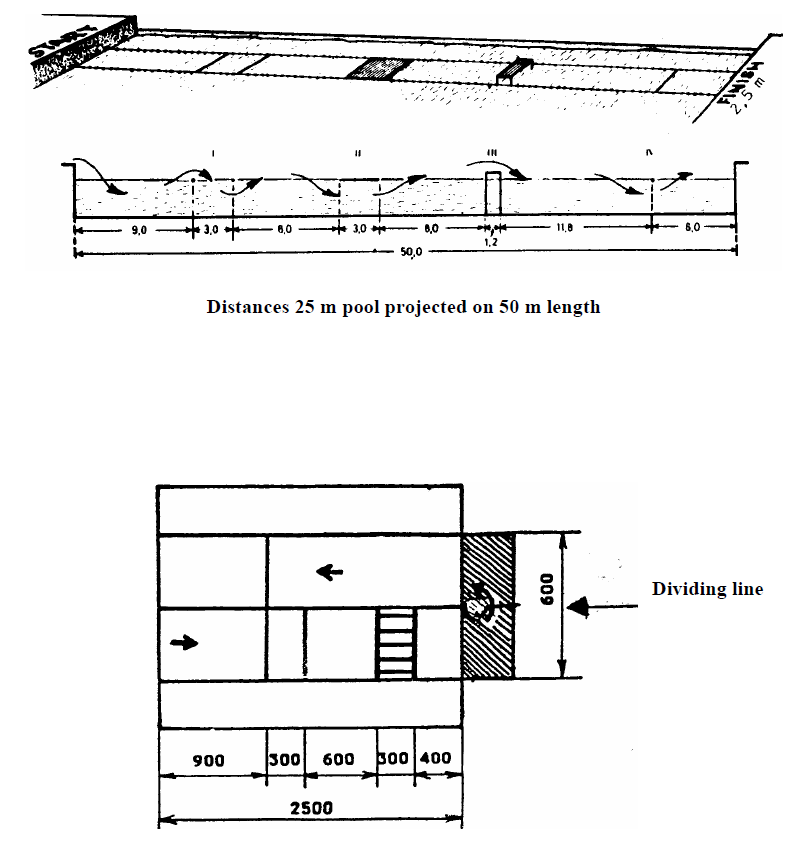 START
FINISH
2,5 m
I II III IV
9,0 3,0 8,0 3,0 8,0 1,2 11,8 6,0
50,0
Distances 25 m pool projected on 50 m length
600
Dividing line
900 300 600 300 400
2500